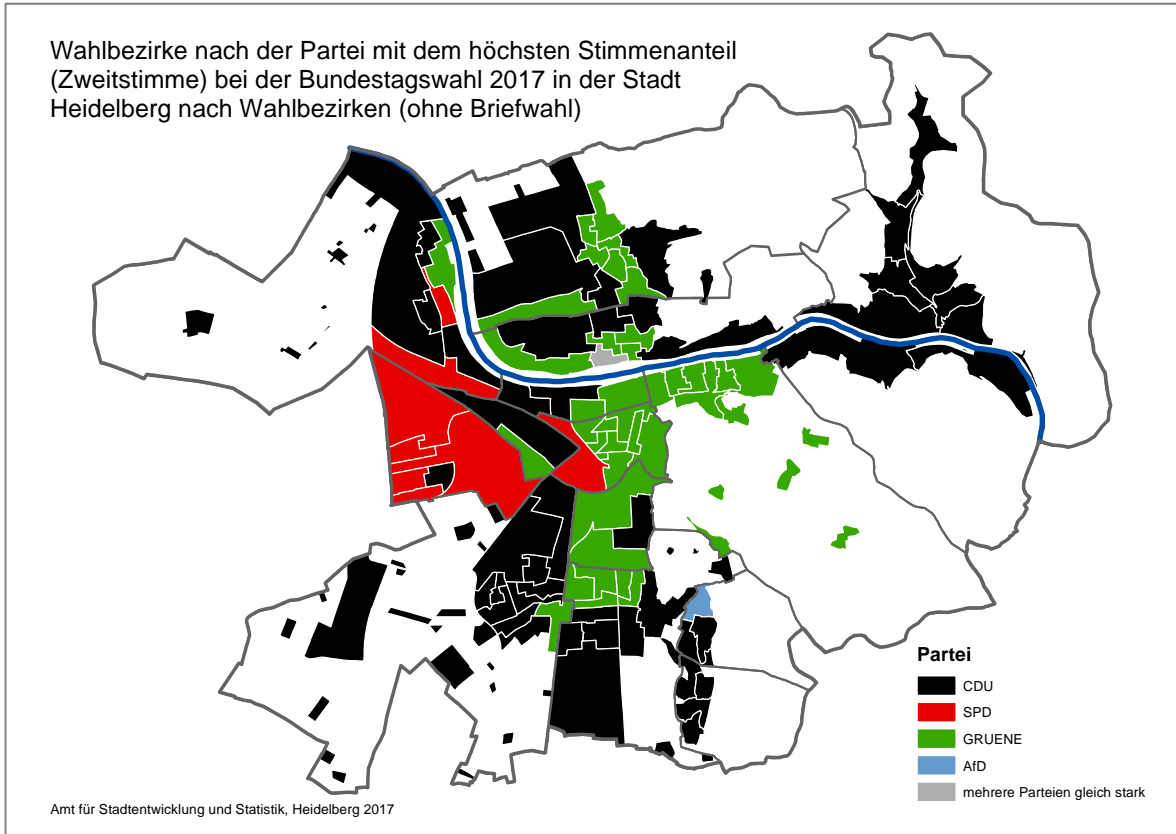 Wahlbezirke nach der Partei mit dem höchsten Stimmenanteil
(Zweitstimme) bei der Bundestagswahl 2017 in der Stadt
Heidelberg nach Wahlbezirken (ohne Briefwahl)
Partei
CDU
SPD
GRUENE
AfD
mehrere Parteien gleich stark
Amt für Stadtentwicklung und Statistik, Heidelberg 2017